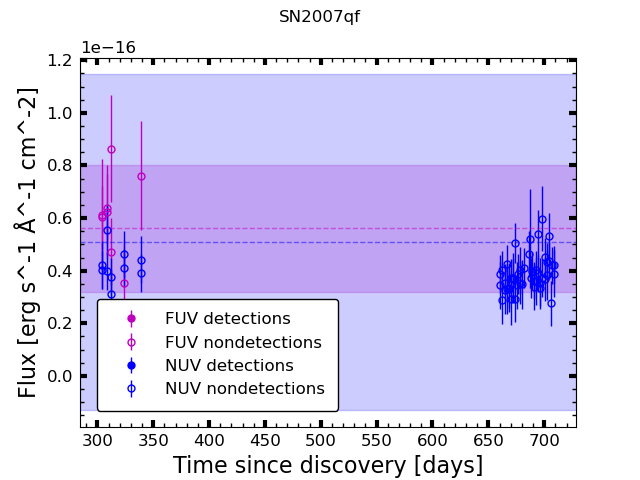 SN2007qf
1e−16
1.2
1.0
0.8
0.6
0.4
0.2
0.0
Flux [erg s^-1 Å^-1 cm^-2]
FUV detections
FUV nondetections
NUV detections
NUV nondetections
300 350 400 450 500 550 600 650 700
Time since discovery [days]